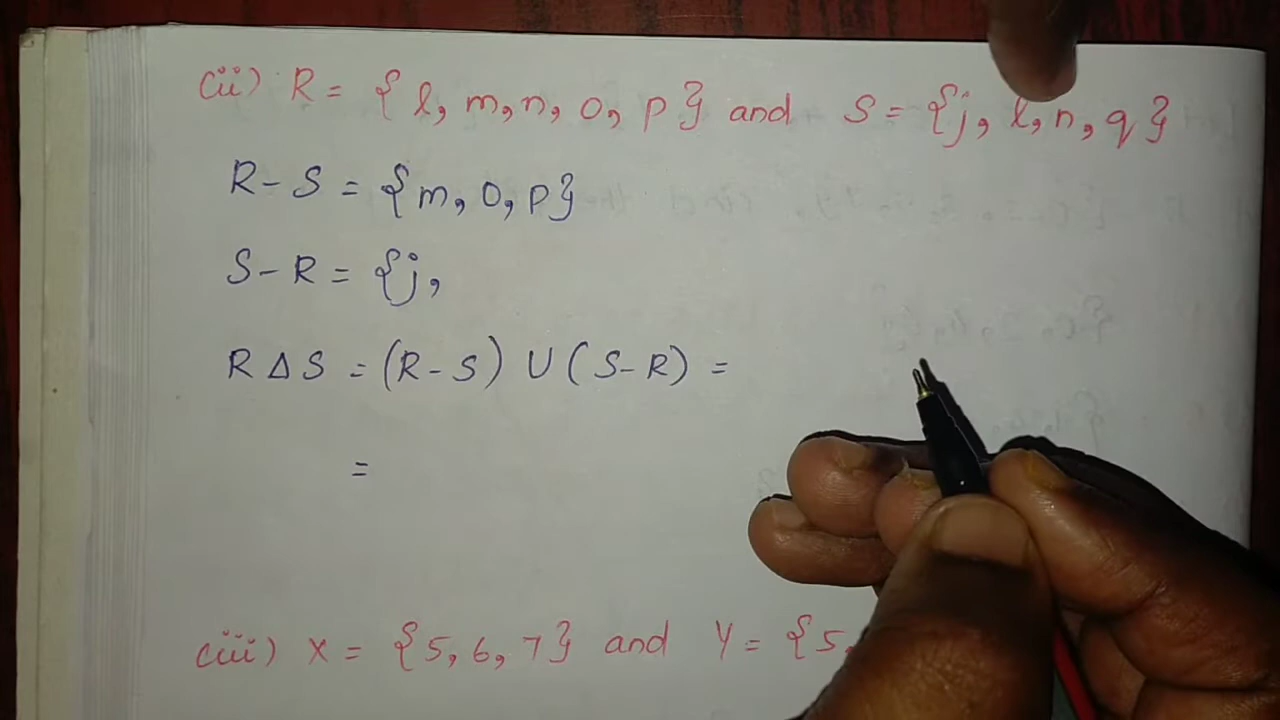 (ii) R = {l, m, n, o, p} and S = {j, l, n, q}
R - S = {m, o, p}
S - R = {j,
R Δ S = (R - S) ∪ (S - R) =
=
(iii) X = {5, 6, 7} and Y = {5,